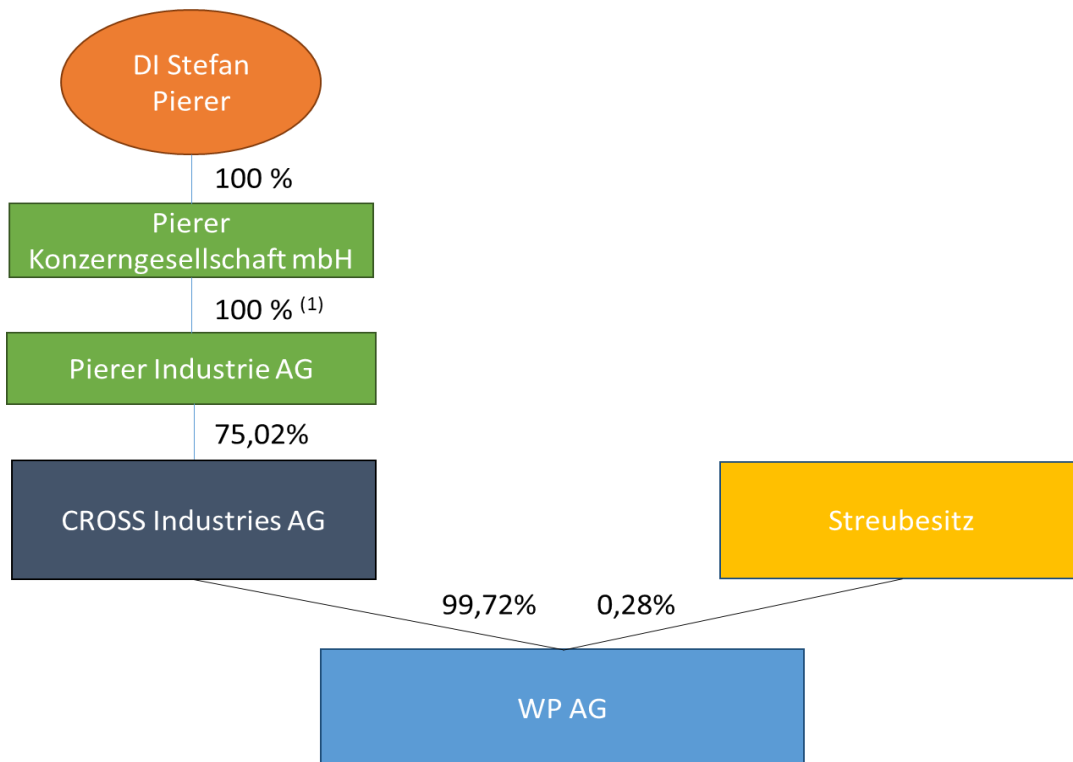 DI Stefan
Pierer
100 %
Pierer
Konzerngesellschaft mbH
100 % (1)
Pierer Industrie AG
75,02%
CROSS Industries AG
Streubesitz
99,72%
0,28%
WP AG